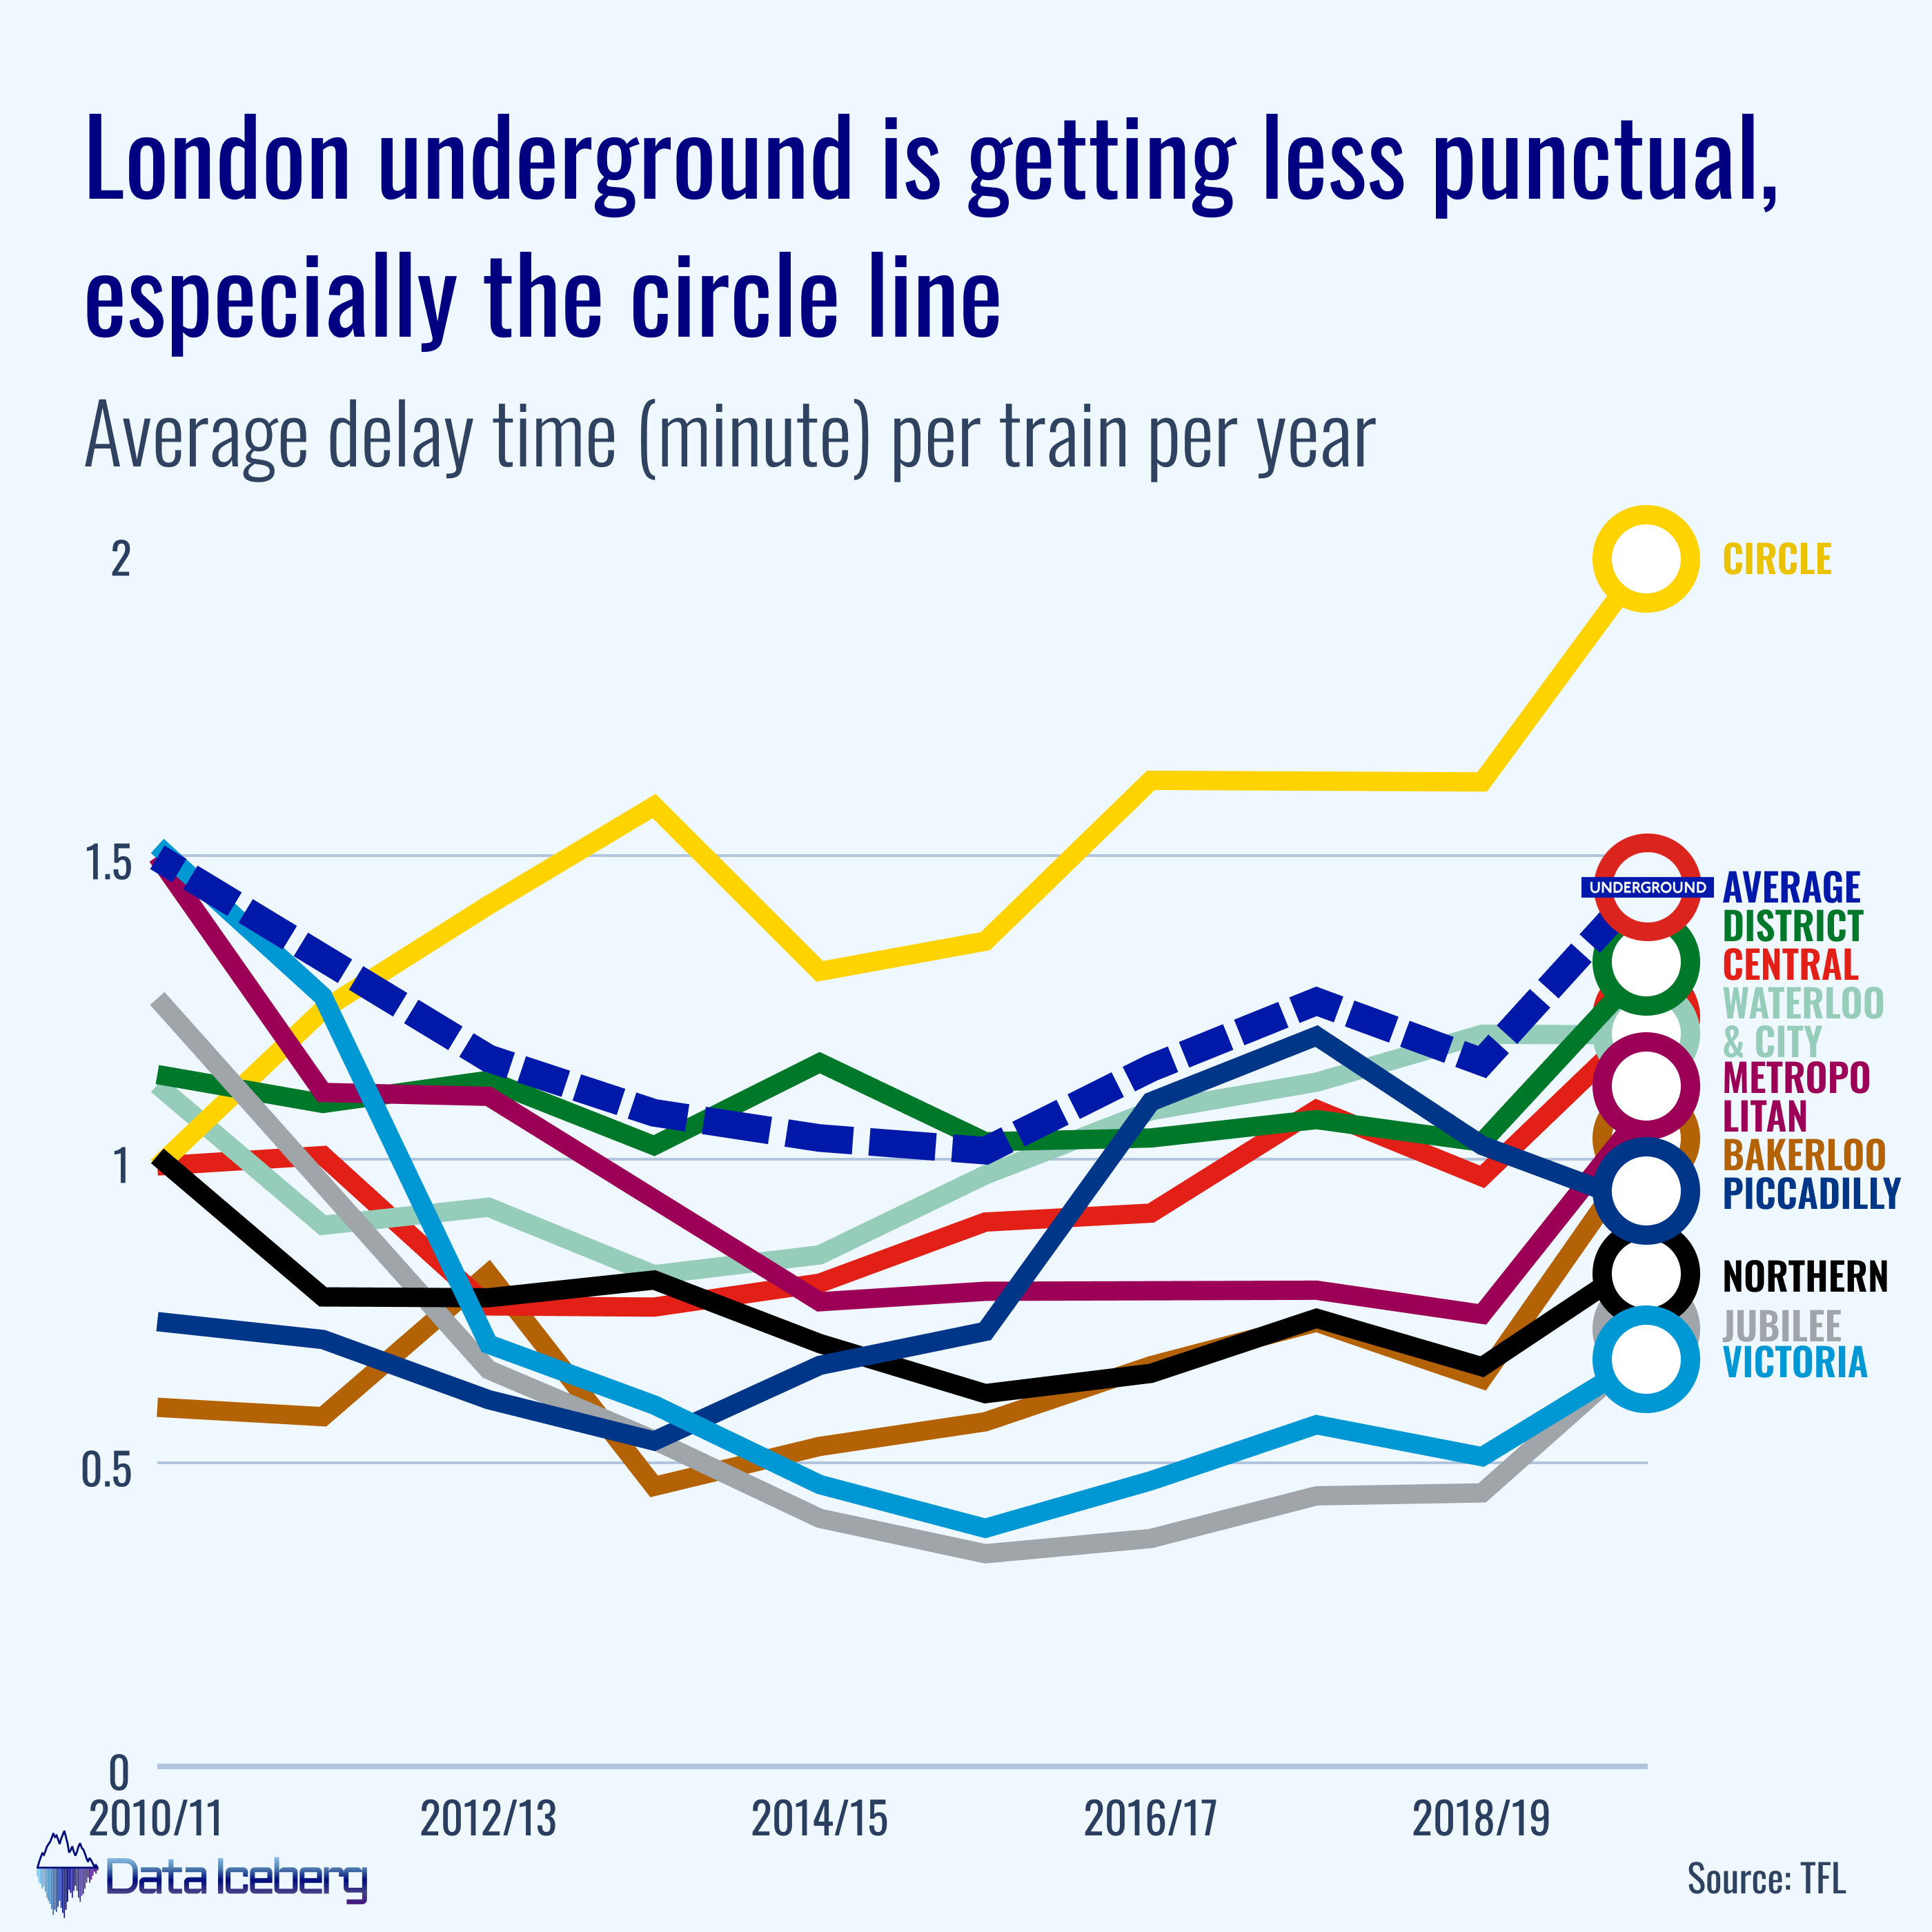 London underground is getting less punctual,
especially the circle line
Average delay time (minute) per train per year
2
1.5
1
0.5
0
CIRCLE
UNDERGROUND
AVERAGE
DISTRICT
CENTRAL
WATERLOO
& CITY
METROPO
LITAN
BAKERLOO
PICCADILLY
NORTHERN
JUBILEE
VICTORIA
2010/11 2012/13 2014/15 2016/17 2018/19
Data Iceberg
Source: TFL